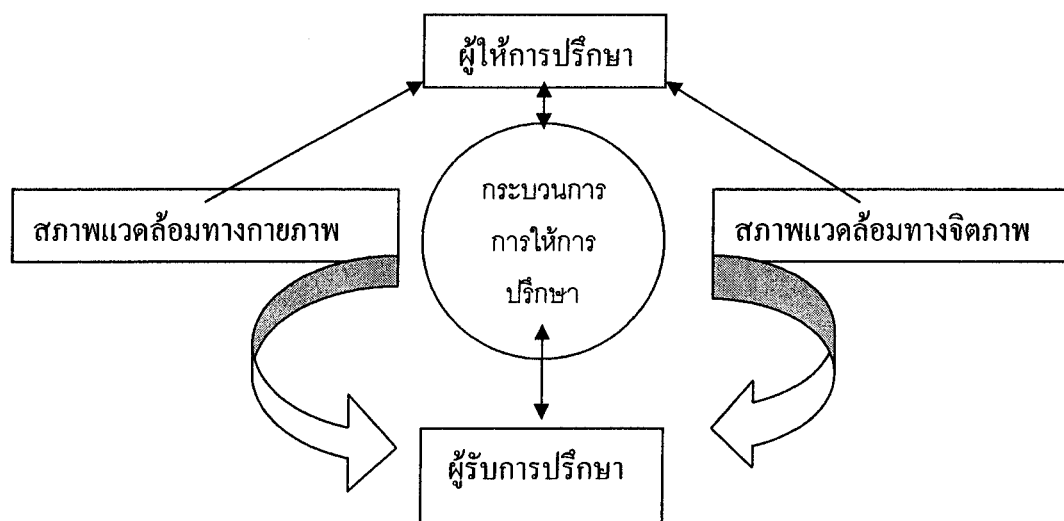 ผู้ให้การปรึกษา
กระบวนการ
การให้การ
ปรึกษา
สภาพแวดล้อมทางกายภาพ
สภาพแวดล้อมทางจิตภาพ
ผู้รับการปรึกษา